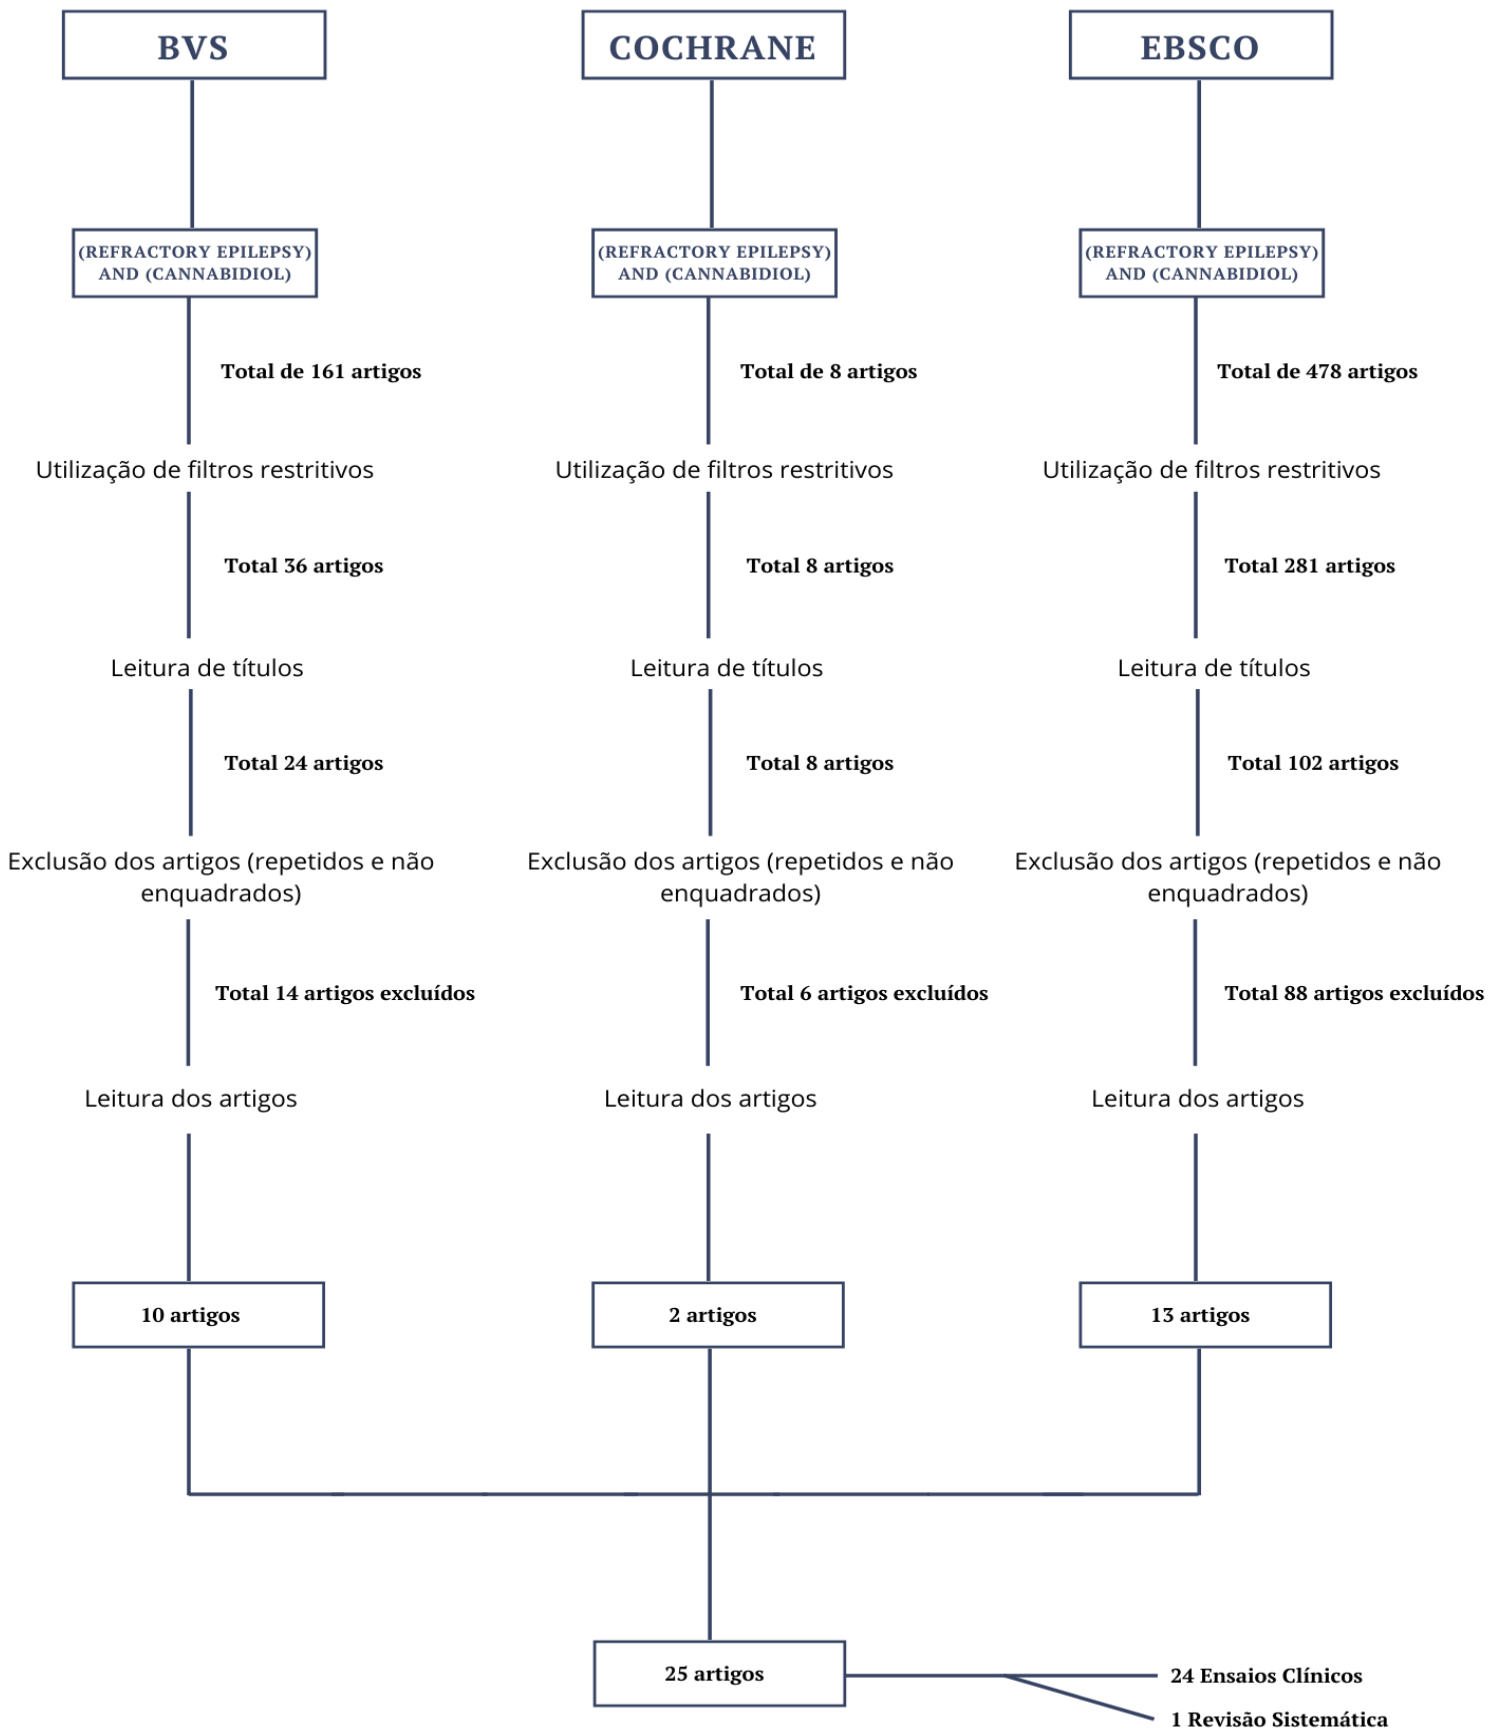 BVS
COCHRANE
EBSCO
(REFRACTORY EPILEPSY)
AND (CANNABIDIOL)
(REFRACTORY EPILEPSY)
AND (CANNABIDIOL)
(REFRACTORY EPILEPSY)
AND (CANNABIDIOL)
Total de 161 artigos
Total de 8 artigos
Total de 478 artigos
Utilização de filtros restritivos
Utilização de filtros restritivos
Utilização de filtros restritivos
Total 36 artigos
Total 8 artigos
Total 281 artigos
Leitura de títulos
Leitura de títulos
Leitura de títulos
Total 24 artigos
Total 8 artigos
Total 102 artigos
Exclusão dos artigos (repetidos e não
enquadrados)
Exclusão dos artigos (repetidos e não
enquadrados)
Exclusão dos artigos (repetidos e não
enquadrados)
Total 14 artigos excluídos
Total 6 artigos excluídos
Total 88 artigos excluídos
Leitura dos artigos
Leitura dos artigos
Leitura dos artigos
10 artigos
2 artigos
13 artigos
25 artigos
24 Ensaios Clínicos
1 Revisão Sistemática